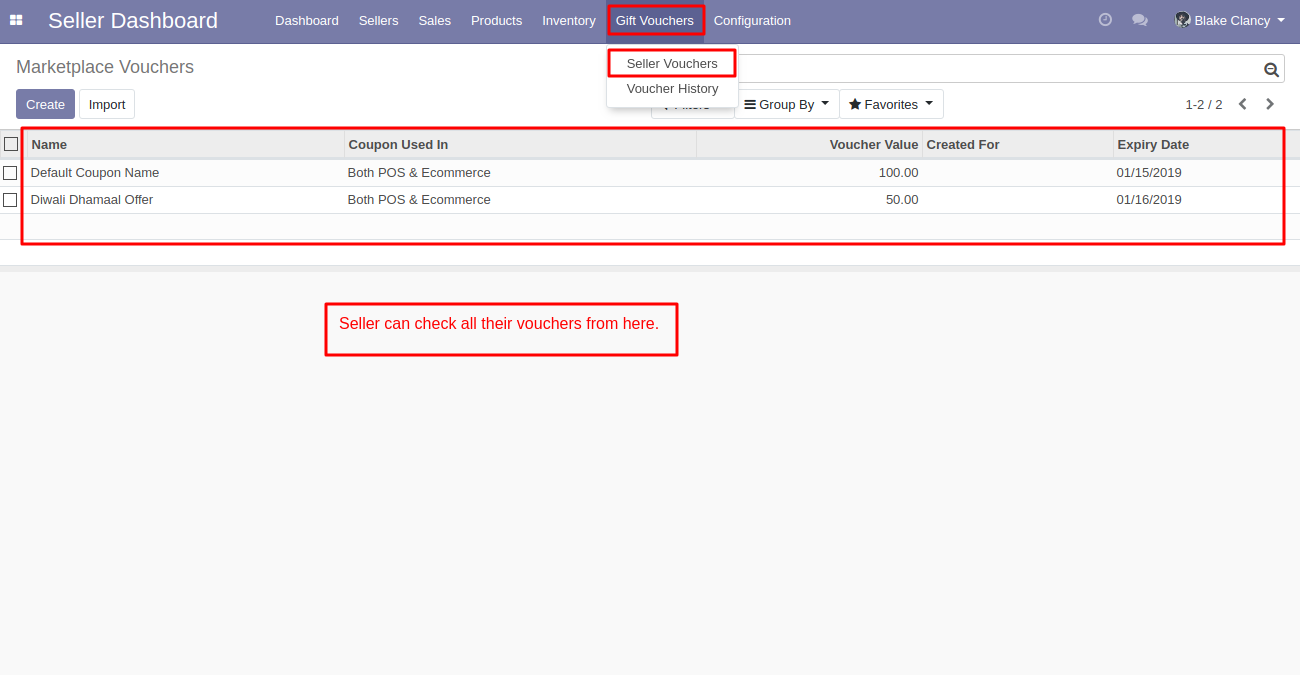 Seller Dashboard Dashboard Sellers Sales Products Inventory Gift Vouchers Configuration Blake Clancy
Marketplace Vouchers
Seller Vouchers
Voucher History
Create Import Filters Group By Favorites 1-2 / 2
Name Coupon Used In Voucher Value Created For Expiry Date
Default Coupon Name Both POS & Ecommerce 100.00 01/15/2019
Diwali Dhamaal Offer Both POS & Ecommerce 50.00 01/16/2019
Seller can check all their vouchers from here.